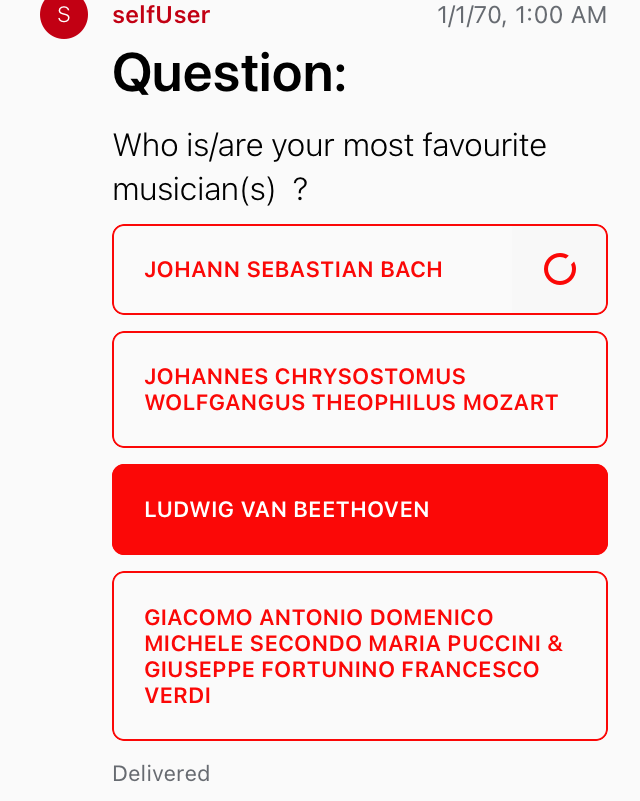 S
selfUser 1/1/70, 1:00 AM
Question:
Who is/are your most favourite
musician(s)  ?
JOHANN SEBASTIAN BACH
JOHANNES CHRYSOSTOMUS
WOLFGANGUS THEOPHILUS MOZART
LUDWIG VAN BEETHOVEN
GIACOMO ANTONIO DOMENICO
MICHELE SECONDO MARIA PUCCINI &
GIUSEPPE FORTUNINO FRANCESCO
VERDI
Delivered